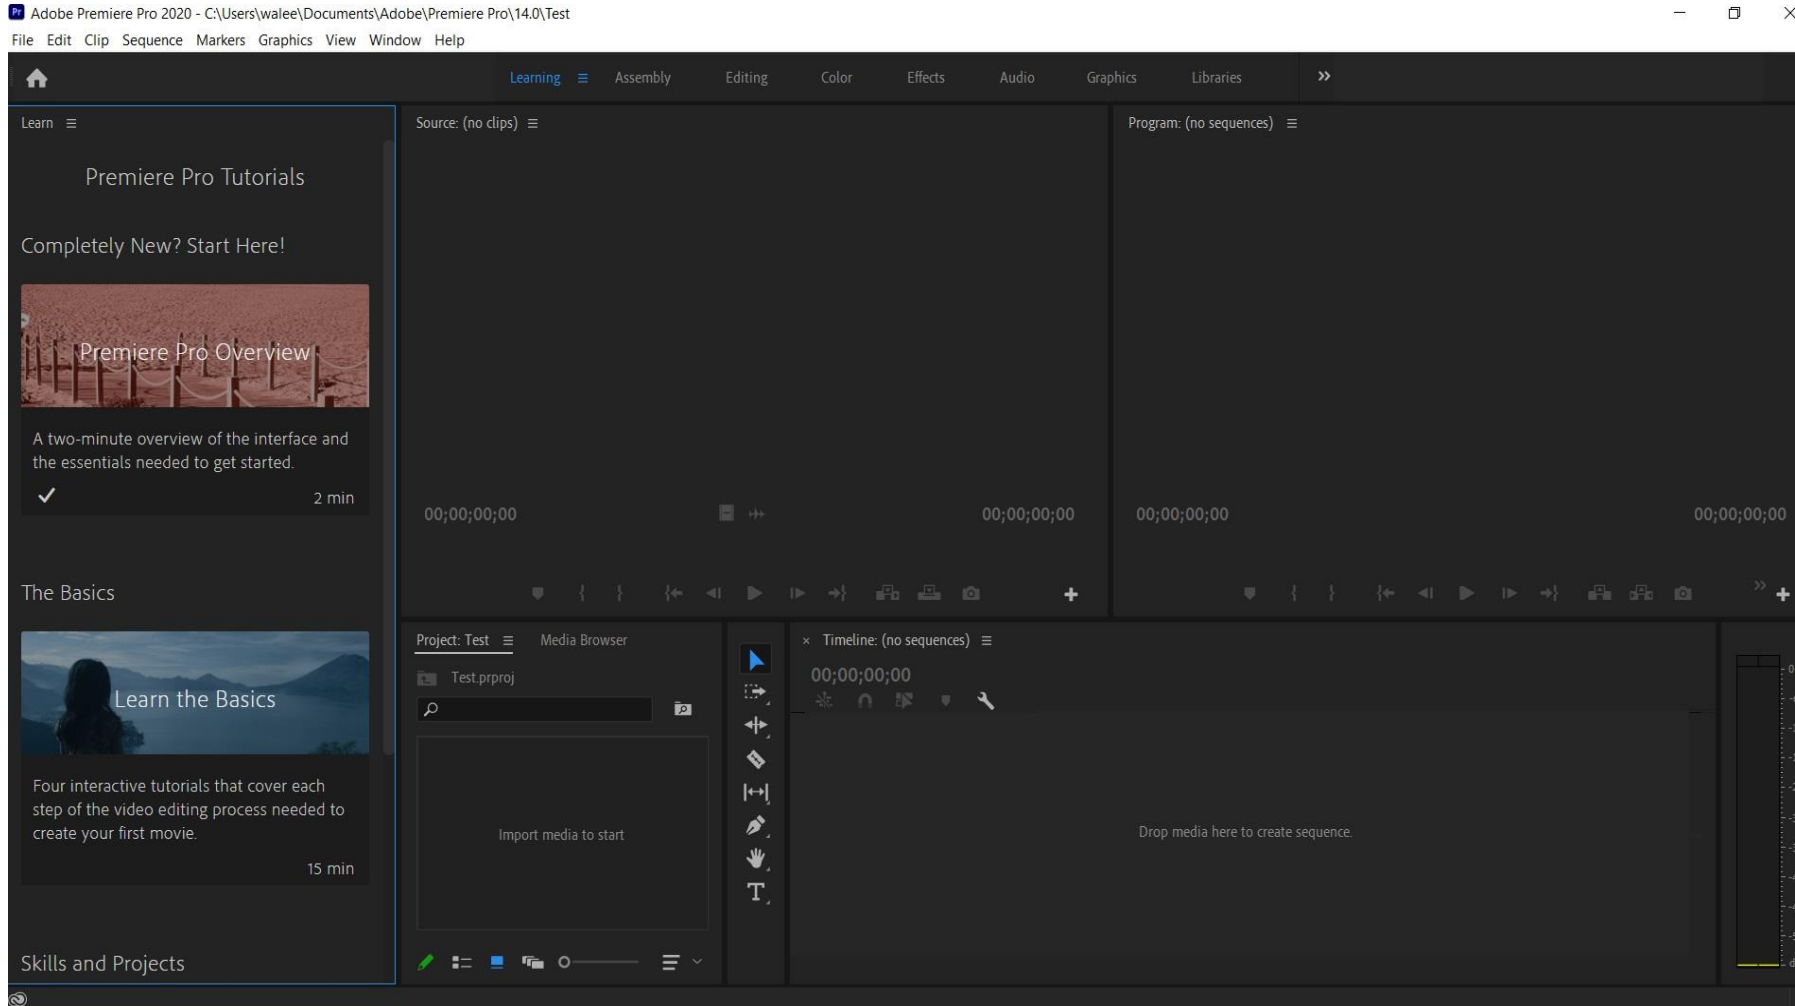 Pr Adobe Premiere Pro 2020 - C:\Users\walee\Documents\Adobe\Premiere Pro\14.0\Test
File Edit Clip Sequence Markers Graphics View Window Help
Learning Assembly Editing Color Effects Audio Graphics Libraries
Learn
Premiere Pro Tutorials
Completely New? Start Here!
Premiere Pro Overview
A two-minute overview of the interface and
the essentials needed to get started.
2 min
The Basics
Learn the Basics
Four interactive tutorials that cover each
step of the video editing process needed to
create your first movie.
15 min
Skills and Projects
Source: (no clips)
00;00;00;00 00;00;00;00
Program: (no sequences)
00;00;00;00 00;00;00;00
Project: Test Media Browser
Test.prproj
Import media to start
× Timeline: (no sequences)
00;00;00;00
Drop media here to create sequence.
0